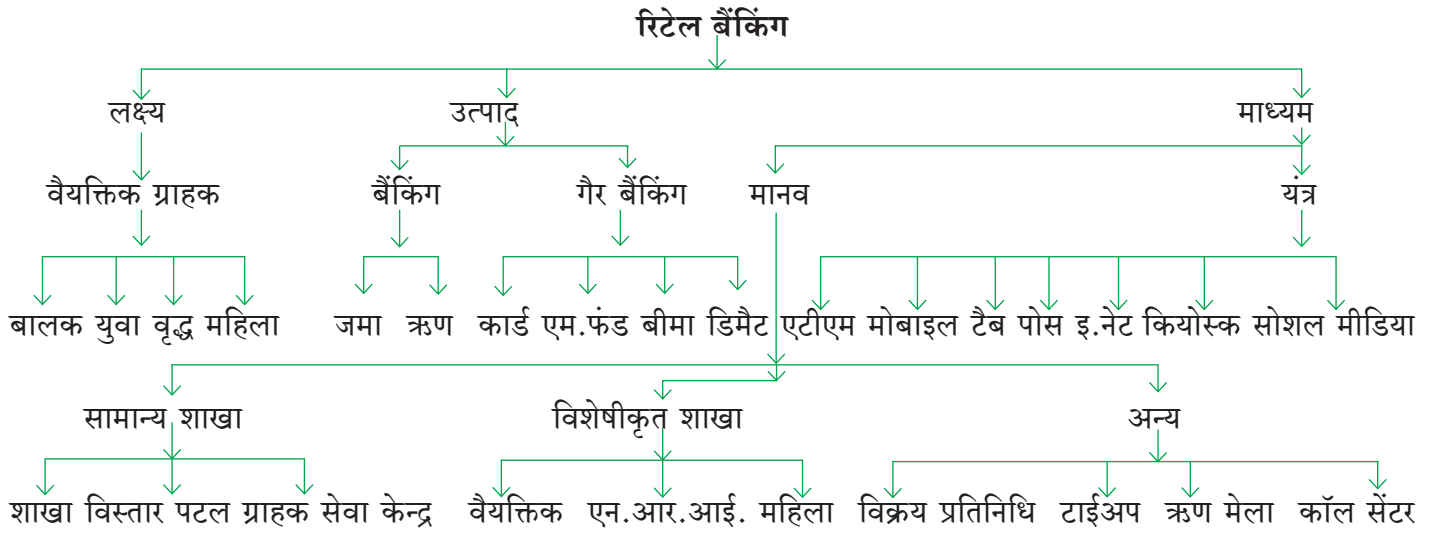 रिटेल बैंकिंग
लक्ष्य उत्पाद माध्यम
वैयक्तिक ग्राहक बैंकिंग गैर बैंकिंग मानव यंत्र
बालक युवा वृद्ध महिला जमा ऋण कार्ड एम.फंड बीमा डिमैट एटीएम मोबाइल टैब पोस इ.नेट कियोस्क सोशल मीडिया
सामान्य शाखा विशेषीकृत शाखा अन्य
शाखा विस्तार पटल ग्राहक सेवा केन्द्र वैयक्तिक एन.आर.आई. महिला विक्रय प्रतिनिधि टाईअप ऋण मेला कॉल सेंटर